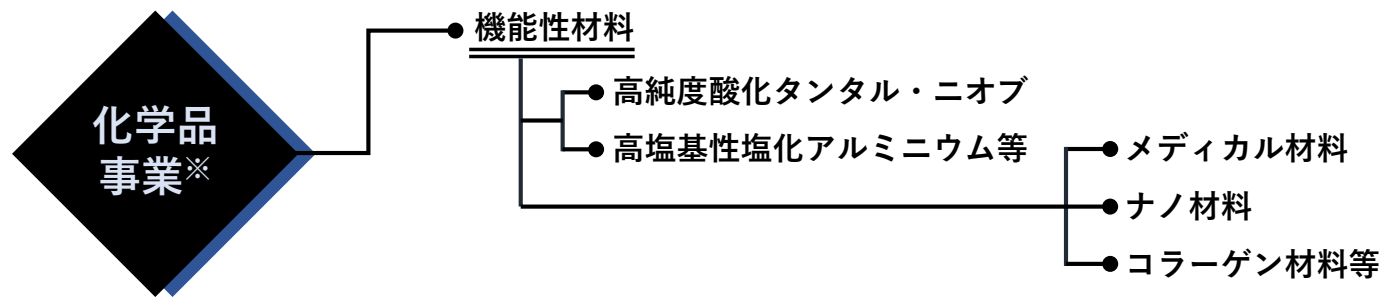 化学品
事業※
機能性材料
高純度酸化タンタル・ニオブ
高塩基性塩化アルミニウム等
メディカル材料
ナノ材料
コラーゲン材料等